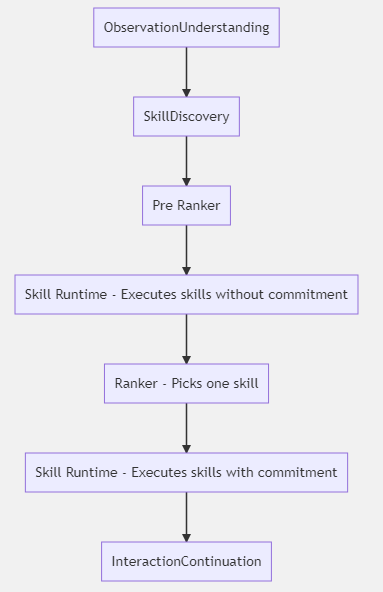 ObservationUnderstanding
SkillDiscovery
Pre Ranker
Skill Runtime - Executes skills without commitment
Ranker - Picks one skill
Skill Runtime - Executes skills with commitment
InteractionContinuation